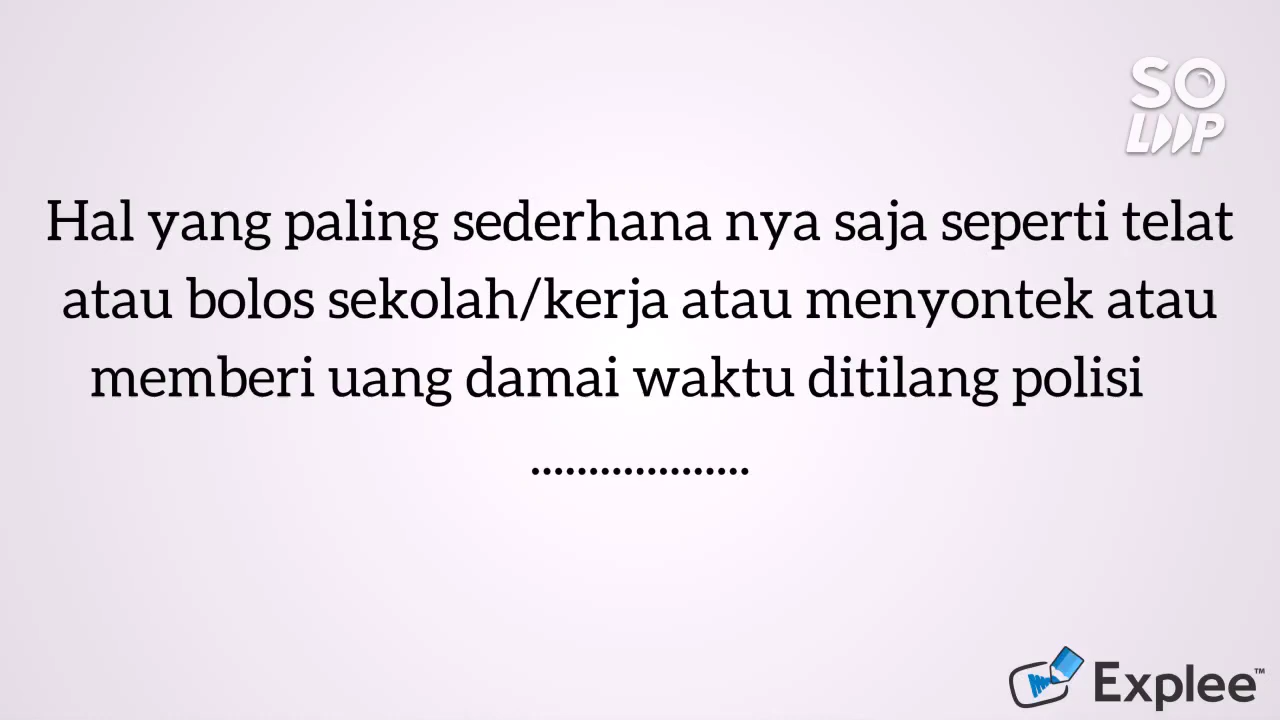 SO
LOOP
Hal yang paling sederhana nya saja seperti telat
atau bolos sekolah/kerja atau menyontek atau
memberi uang damai waktu ditilang polisi
...................
Explee™